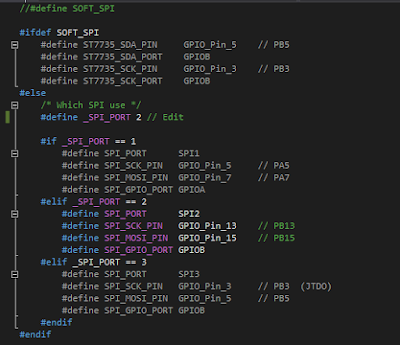 //#define SOFT_SPI
#ifdef SOFT_SPI
#define ST7735_SDA_PIN GPIO_Pin_5 // PB5
#define ST7735_SDA_PORT GPIOB
#define ST7735_SCK_PIN GPIO_Pin_3 // PB3
#define ST7735_SCK_PORT GPIOB
#else
/* Which SPI use */
#define _SPI_PORT 2 // Edit
#if _SPI_PORT == 1
#define SPI_PORT SPI1
#define SPI_SCK_PIN GPIO_Pin_5 // PA5
#define SPI_MOSI_PIN GPIO_Pin_7 // PA7
#define SPI_GPIO_PORT GPIOA
#elif _SPI_PORT == 2
#define SPI_PORT SPI2
#define SPI_SCK_PIN GPIO_Pin_13 // PB13
#define SPI_MOSI_PIN GPIO_Pin_15 // PB15
#define SPI_GPIO_PORT GPIOB
#elif _SPI_PORT == 3
#define SPI_PORT SPI3
#define SPI_SCK_PIN GPIO_Pin_3 // PB3 (JTDO)
#define SPI_MOSI_PIN GPIO_Pin_5 // PB5
#define SPI_GPIO_PORT GPIOB
#endif
#endif